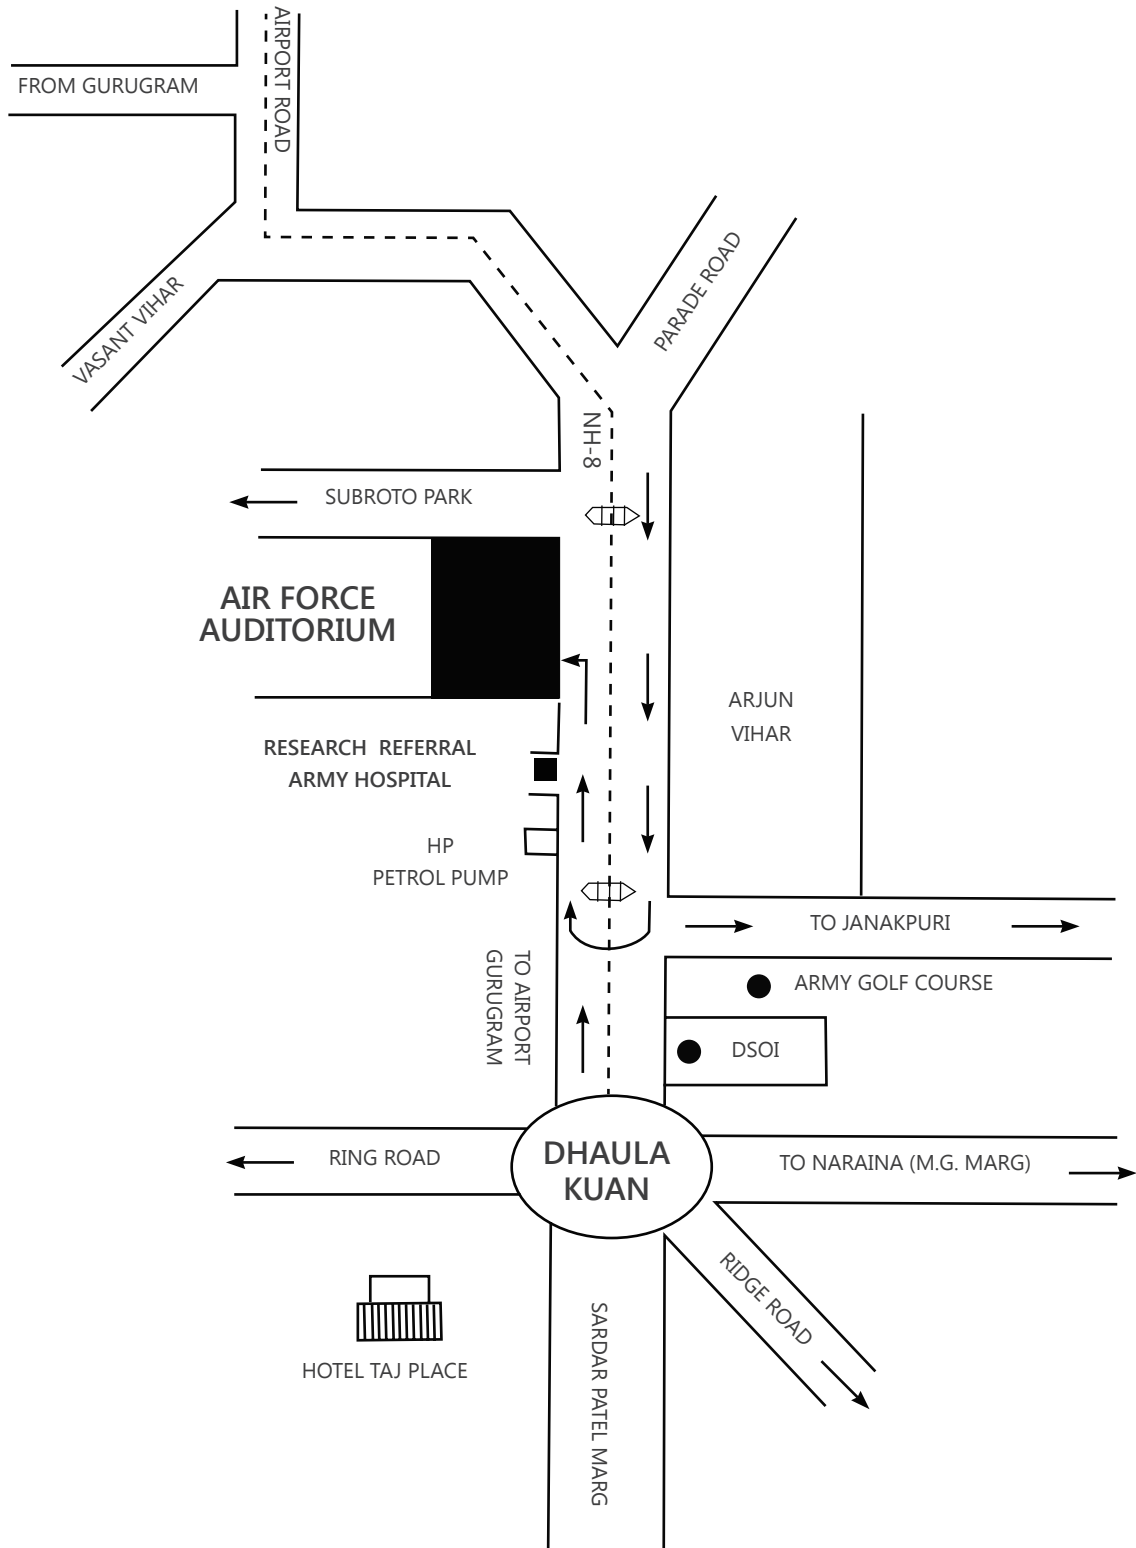 AIRPORT ROAD
FROM GURUGRAM
PARADE ROAD
VASANT VIHAR
NH-8
SUBROTO PARK
AIR FORCE
AUDITORIUM
ARJUN
VIHAR
RESEARCH REFERRAL
ARMY HOSPITAL
HP
PETROL PUMP
TO JANAKPURI
TO AIRPORT
GURUGRAM
ARMY GOLF COURSE
DSOI
RING ROAD
DHAULA
KUAN
TO NARAINA (M.G. MARG)
RIDGE ROAD
SARDAR PATEL MARG
HOTEL TAJ PLACE